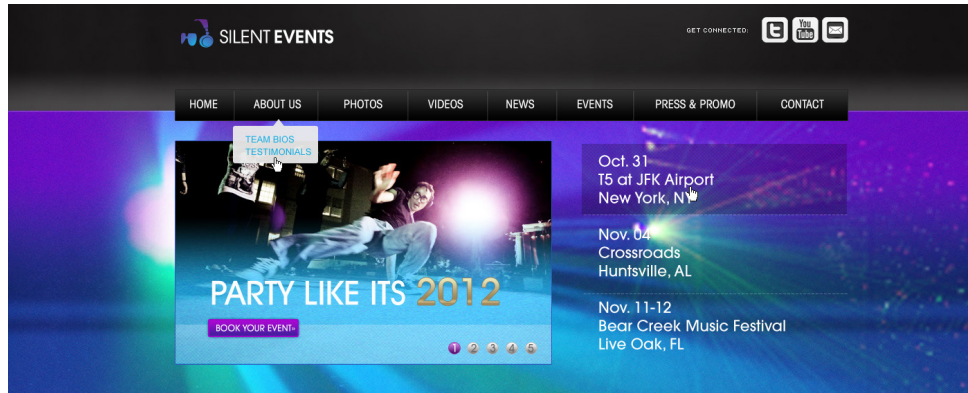 SILENT EVENTS
GET CONNECTED:
You
Tube
HOME ABOUT US PHOTOS VIDEOS NEWS EVENTS PRESS & PROMO CONTACT
TEAM BIOS
TESTIMONIALS
PARTY LIKE ITS 2012
BOOK YOUR EVENT»
1 2 3 4 5
Oct. 31
T5 at JFK Airport
New York, NY
Nov. 04
Crossroads
Huntsville, AL
Nov. 11-12
Bear Creek Music Festival
Live Oak, FL